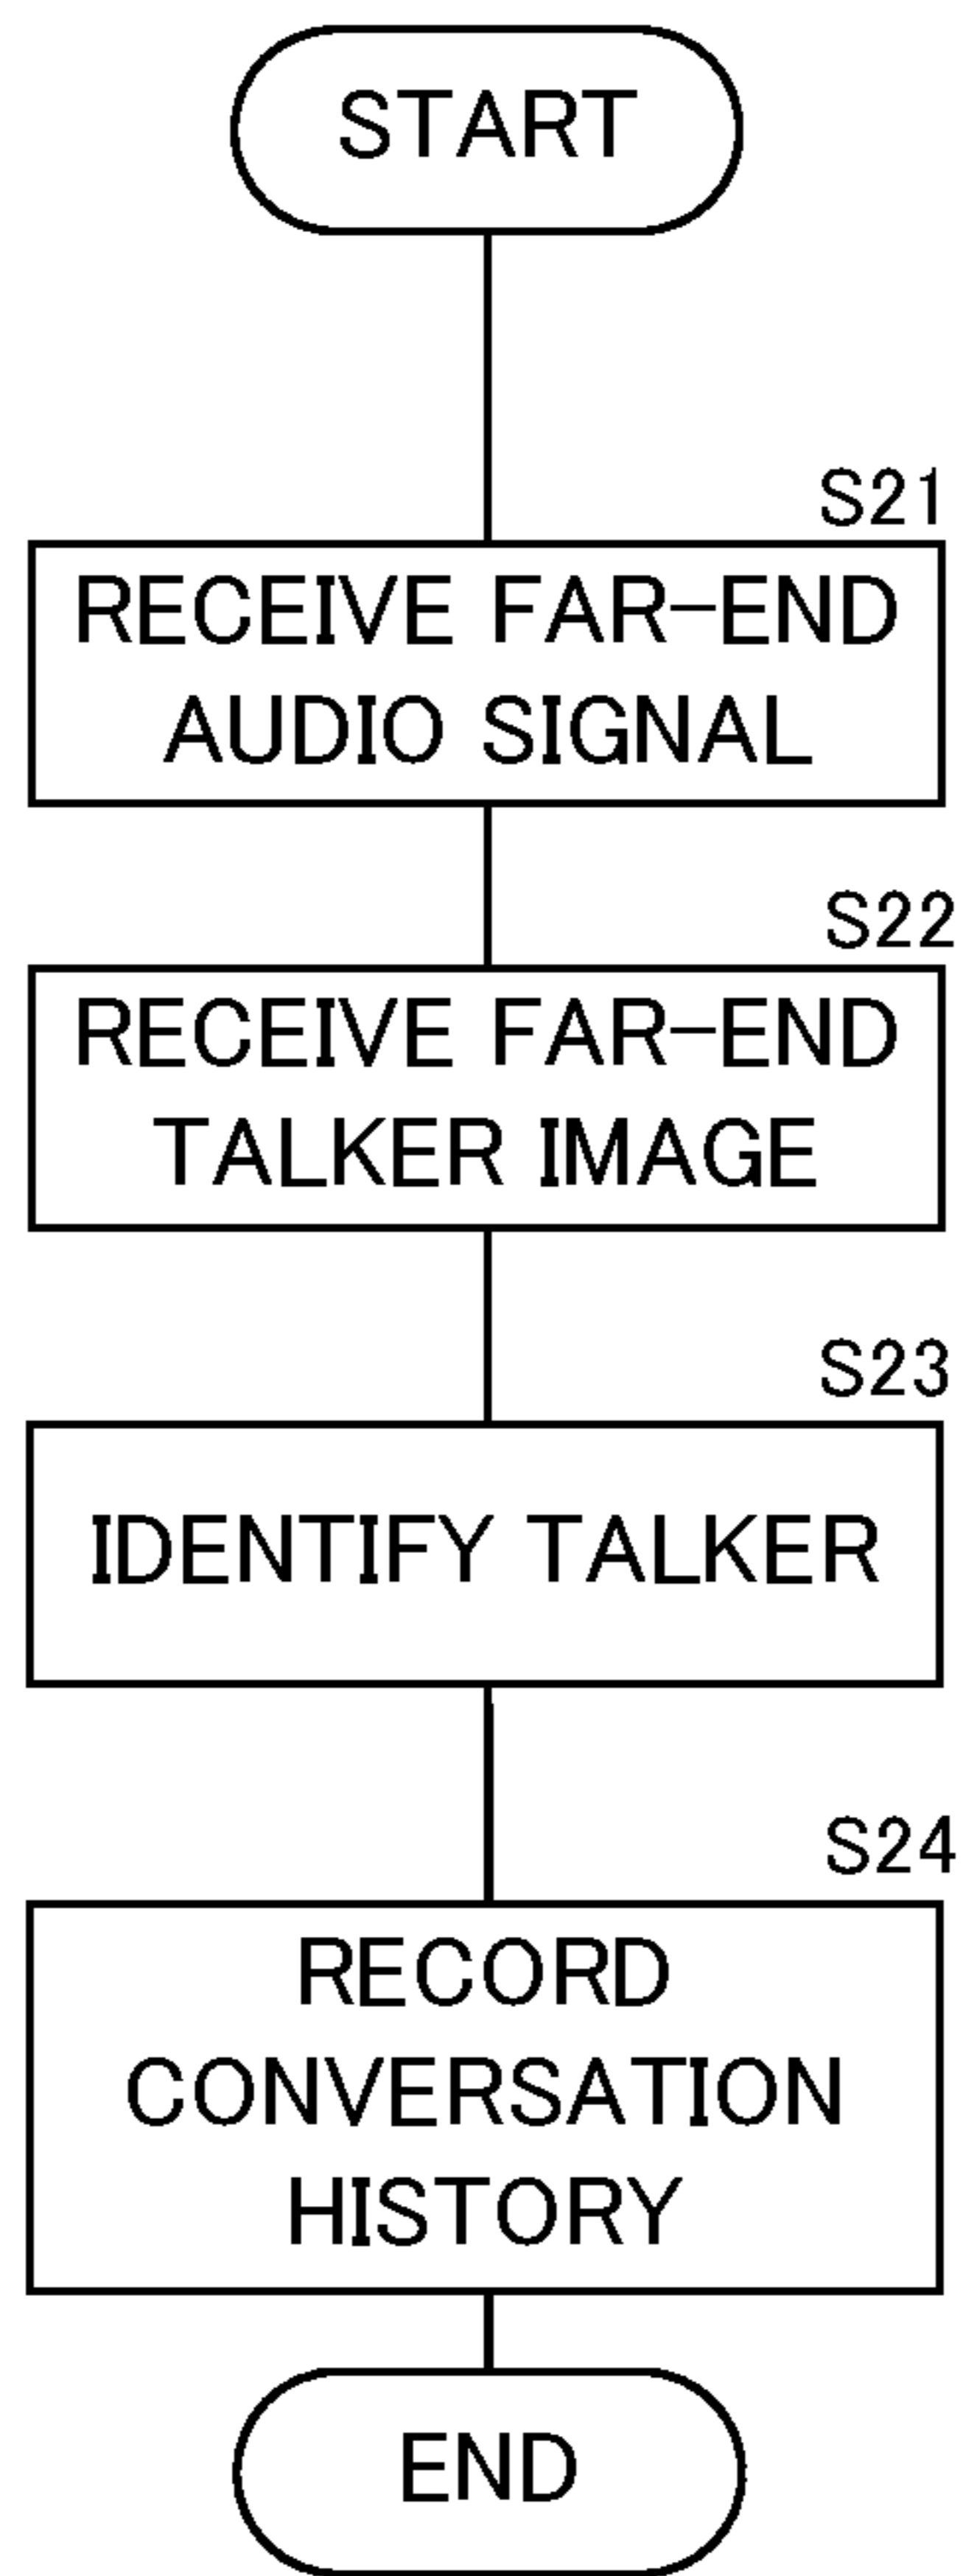 START
S21
RECEIVE FAR-END
AUDIO SIGNAL
S22
RECEIVE FAR-END
TALKER IMAGE
S23
IDENTIFY TALKER
S24
RECORD
CONVERSATION
HISTORY
END